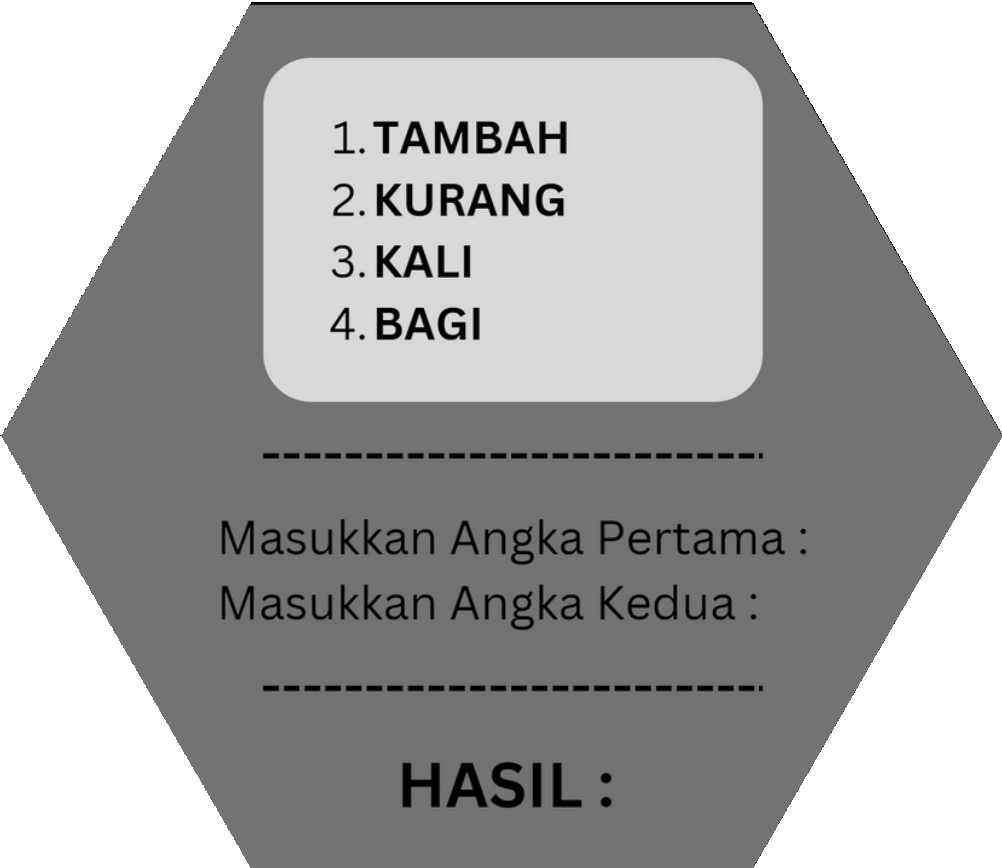 1. TAMBAH
2. KURANG
3. KALI
4. BAGI
------------------------
Masukkan Angka Pertama :
Masukkan Angka Kedua :
------------------------
HASIL :